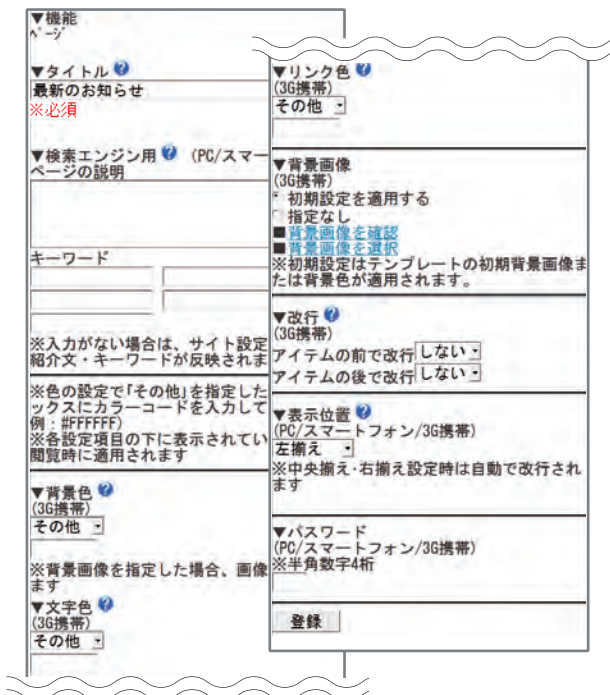 ▼機能
ページ
▼タイトル
最新のお知らせ
※必須
▼検索エンジン用 (PC/スマー
ページの説明
キーワード
※入力がない場合は、サイト設定
紹介文・キーワードが反映されま
※色の設定で「その他」を指定した
ックスにカラーコードを入力して
例：#FFFFFF)
※各設定項目の下に表示されてい
閲覧時に適用されます
▼背景色
(3G携帯)
その他
※背景画像を指定した場合、画像
ます
▼文字色
(3G携帯)
その他
▼リンク色
(3G携帯)
その他
▼背景画像
(3G携帯)
初期設定を適用する
指定なし
■背景画像を確認
■背景画像を選択
※初期設定はテンプレートの初期背景画像ま
たは背景色が適用されます。
▼改行
(3G携帯)
アイテムの前で改行 しない
アイテムの後で改行 しない
▼表示位置
(PC/スマートフォン/3G携帯)
左揃え
※中央揃え・右揃え設定時は自動で改行され
ます
▼パスワード
(PC/スマートフォン/3G携帯)
※半角数字4桁
登録